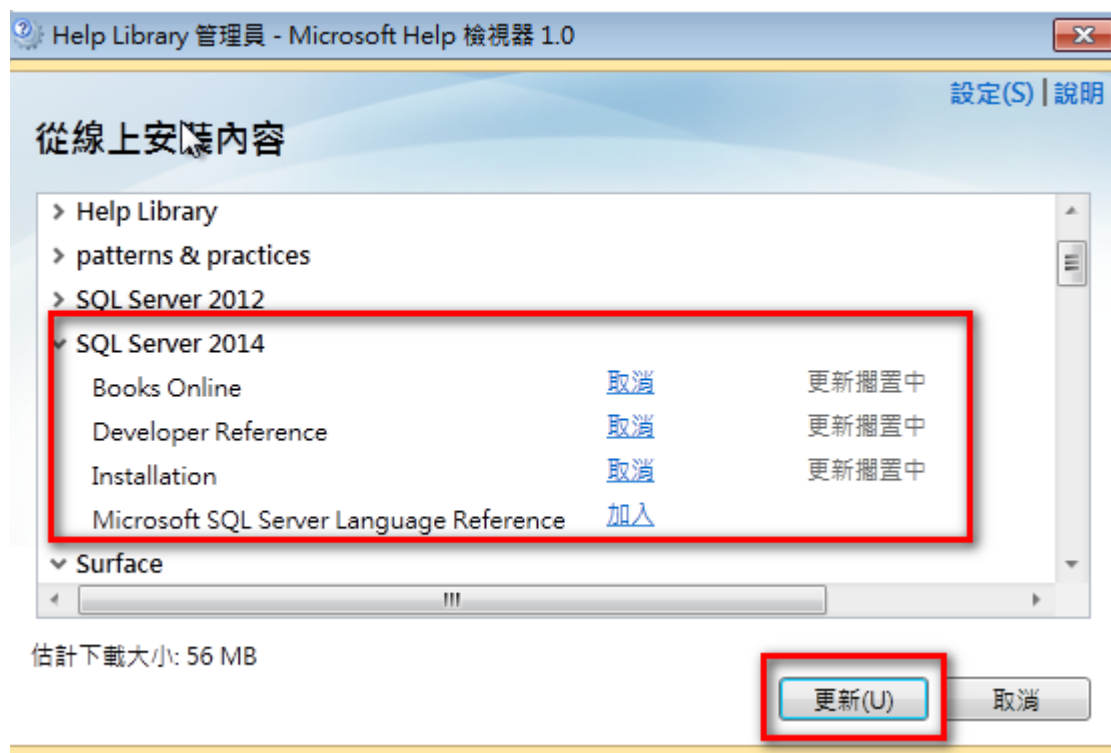 Help Library 管理員 - Microsoft Help 檢視器 1.0
設定(S) | 說明
從線上安裝內容
Help Library
patterns & practices
SQL Server 2012
SQL Server 2014
Books Online 取消 更新擱置中
Developer Reference 取消 更新擱置中
Installation 取消 更新擱置中
Microsoft SQL Server Language Reference 加入
Surface
估計下載大小: 56 MB
更新(U) 取消